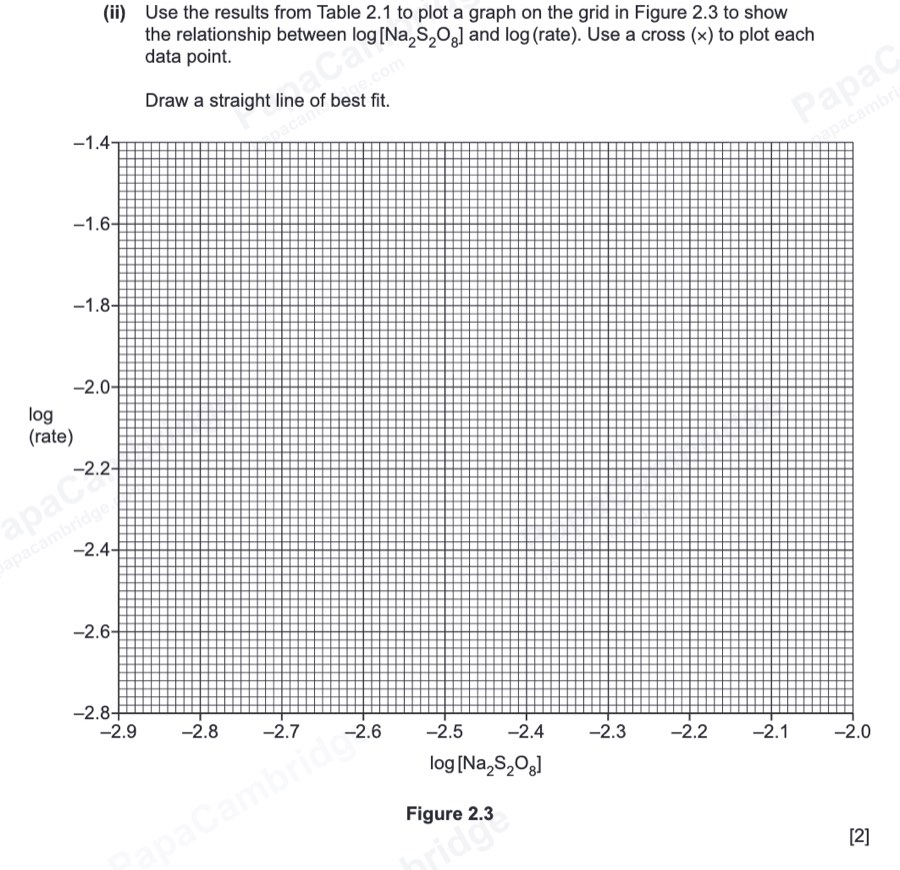 (ii) Use the results from Table 2.1 to plot a graph on the grid in Figure 2.3 to show
the relationship between log[Na₂S₂O₈] and log(rate). Use a cross (×) to plot each
data point.
Draw a straight line of best fit.
–1.4
–1.6
–1.8
–2.0
log
(rate)
–2.2
–2.4
–2.6
–2.8
–2.9 –2.8 –2.7 –2.6 –2.5 –2.4 –2.3 –2.2 –2.1 –2.0
log[Na₂S₂O₈]
Figure 2.3
[2]
PapaCambridge